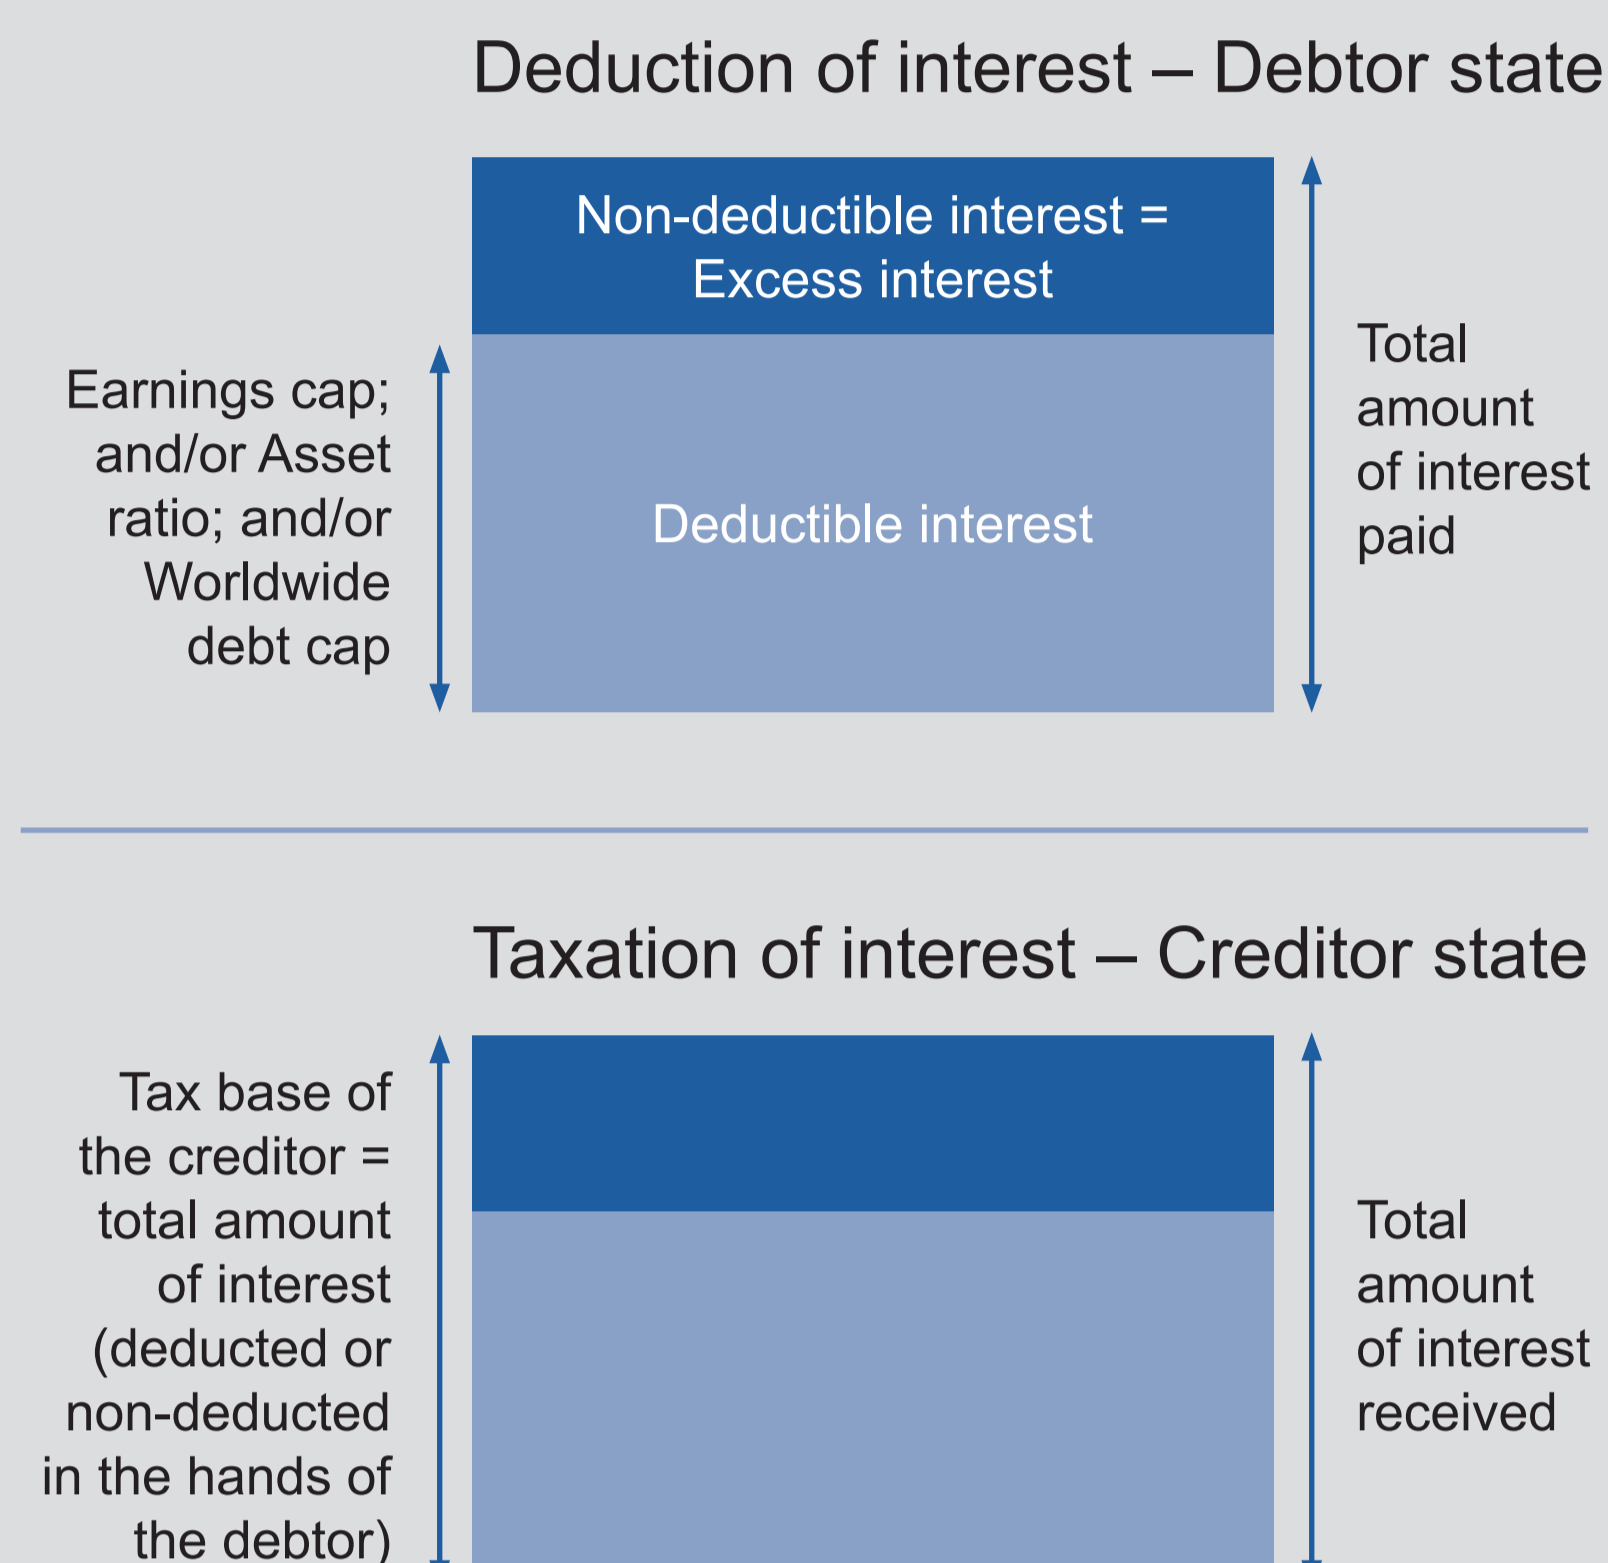 Deduction of interest – Debtor state
Non-deductible interest =
Excess interest
Earnings cap;
and/or Asset
ratio; and/or
Worldwide
debt cap
Deductible interest
Total
amount
of interest
paid
Taxation of interest – Creditor state
Tax base of
the creditor =
total amount
of interest
(deducted or
non-deducted
in the hands of
the debtor)
Total
amount
of interest
received